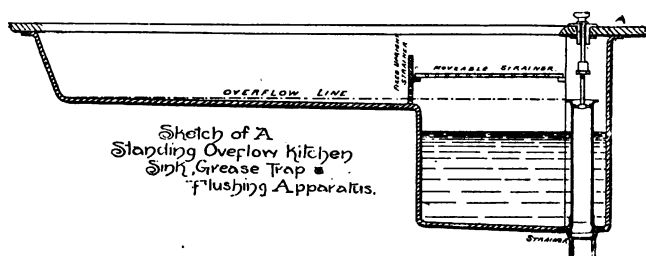 A
FIXED UPRIGHT
STRAINER
MOVEABLE STRAINER
OVERFLOW LINE
Sketch of A
Standing Overflow Kitchen
Sink, Grease Trap &
Flushing Apparatus.
STRAINER